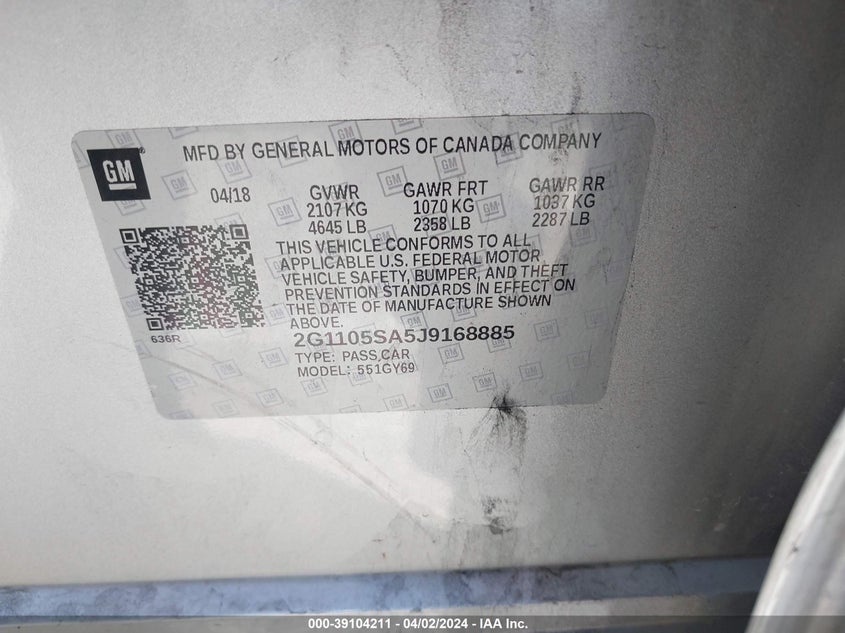 GM
MFD BY GENERAL MOTORS OF CANADA COMPANY
04/18 GVWR GAWR FRT GAWR RR
2107 KG 1070 KG 1037 KG
4645 LB 2358 LB 2287 LB
THIS VEHICLE CONFORMS TO ALL
APPLICABLE U.S. FEDERAL MOTOR
VEHICLE SAFETY, BUMPER, AND THEFT
PREVENTION STANDARDS IN EFFECT ON
THE DATE OF MANUFACTURE SHOWN
ABOVE.
636R
2G1105SA5J9168885
TYPE: PASS,CAR
MODEL: 551GY69
000-39104211 - 04/02/2024 - IAA Inc.